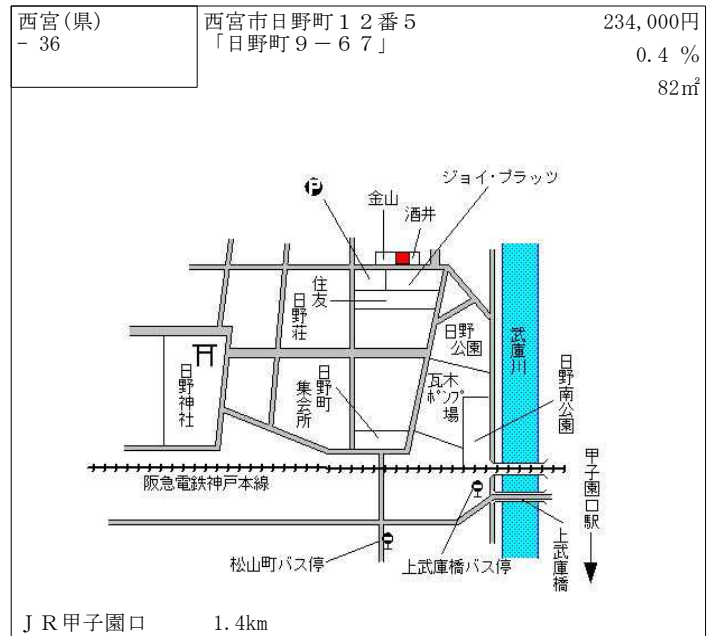 西宮(県)
- 36
西宮市日野町１２番５
「日野町９－６７」
234,000円
0.4 %
82㎡
ジョイ・プラッツ
P
金山
酒井
住友
日野荘
日野公園
武庫川
日野神社
日野町
集会所
瓦木ポンプ場
日野南公園
阪急電鉄神戸本線
甲子園口駅
松山町バス停
上武庫橋バス停
上武庫橋
ＪＲ甲子園口 1.4km